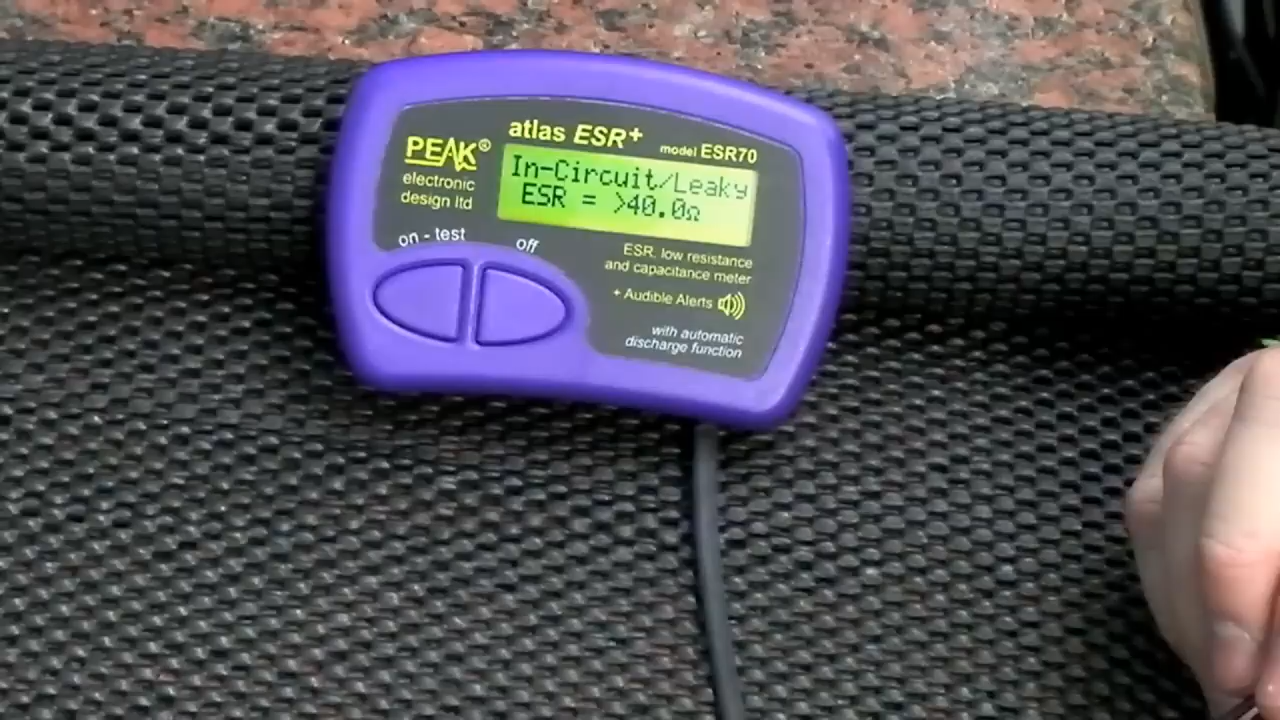 atlas ESR+
model ESR70
PEAK®
electronic
design ltd
In-Circuit/Leaky
ESR = >40.0Ω
on - test
off
ESR, low resistance
and capacitance meter
+ Audible Alerts
with automatic
discharge function